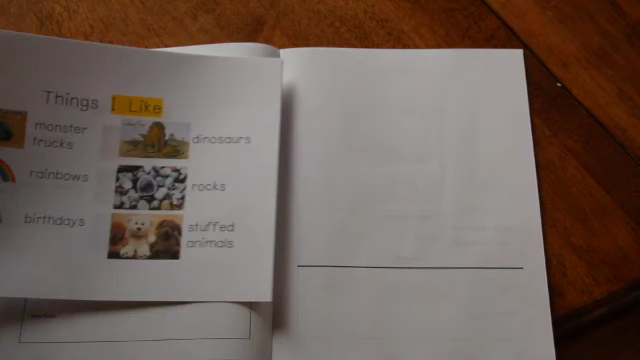 Things I Like
monster
trucks
dinosaurs
rainbows
rocks
birthdays
stuffed
animals